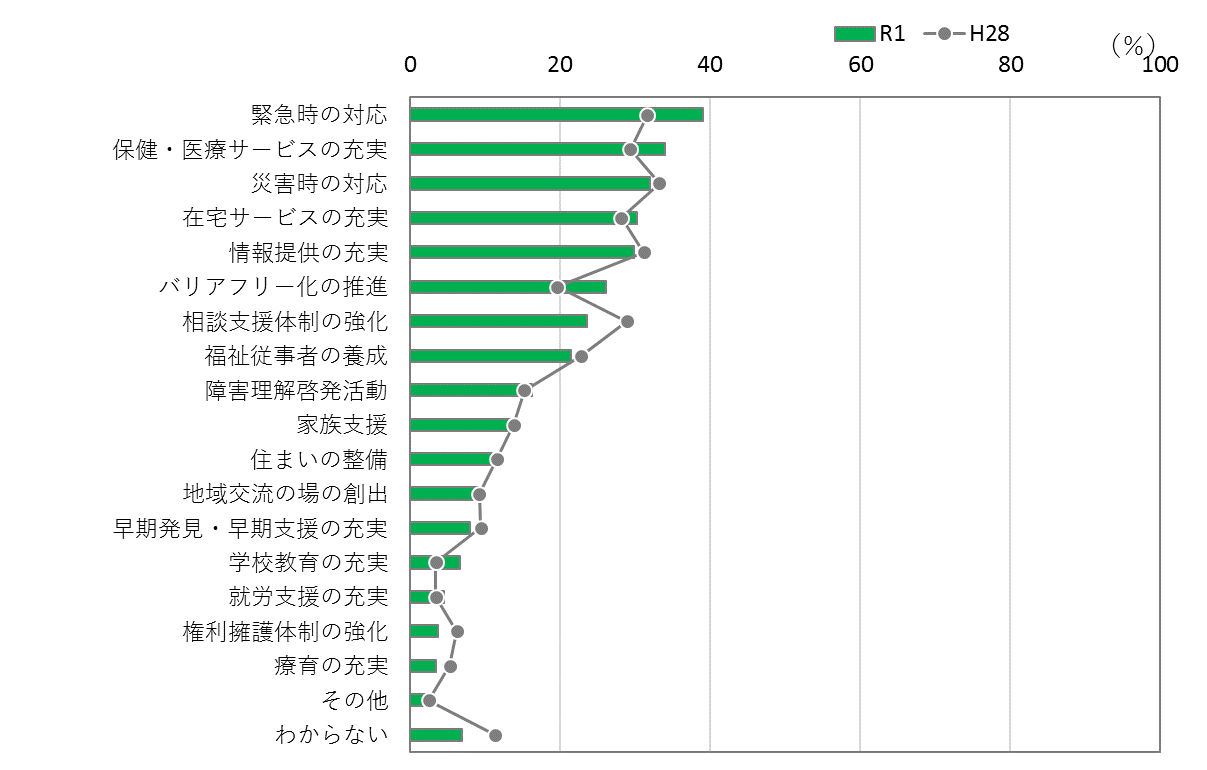 R1 H28
(%)
0 20 40 60 80 100
緊急時の対応
保健・医療サービスの充実
災害時の対応
在宅サービスの充実
情報提供の充実
バリアフリー化の推進
相談支援体制の強化
福祉従事者の養成
障害理解啓発活動
家族支援
住まいの整備
地域交流の場の創出
早期発見・早期支援の充実
学校教育の充実
就労支援の充実
権利擁護体制の強化
療育の充実
その他
わからない